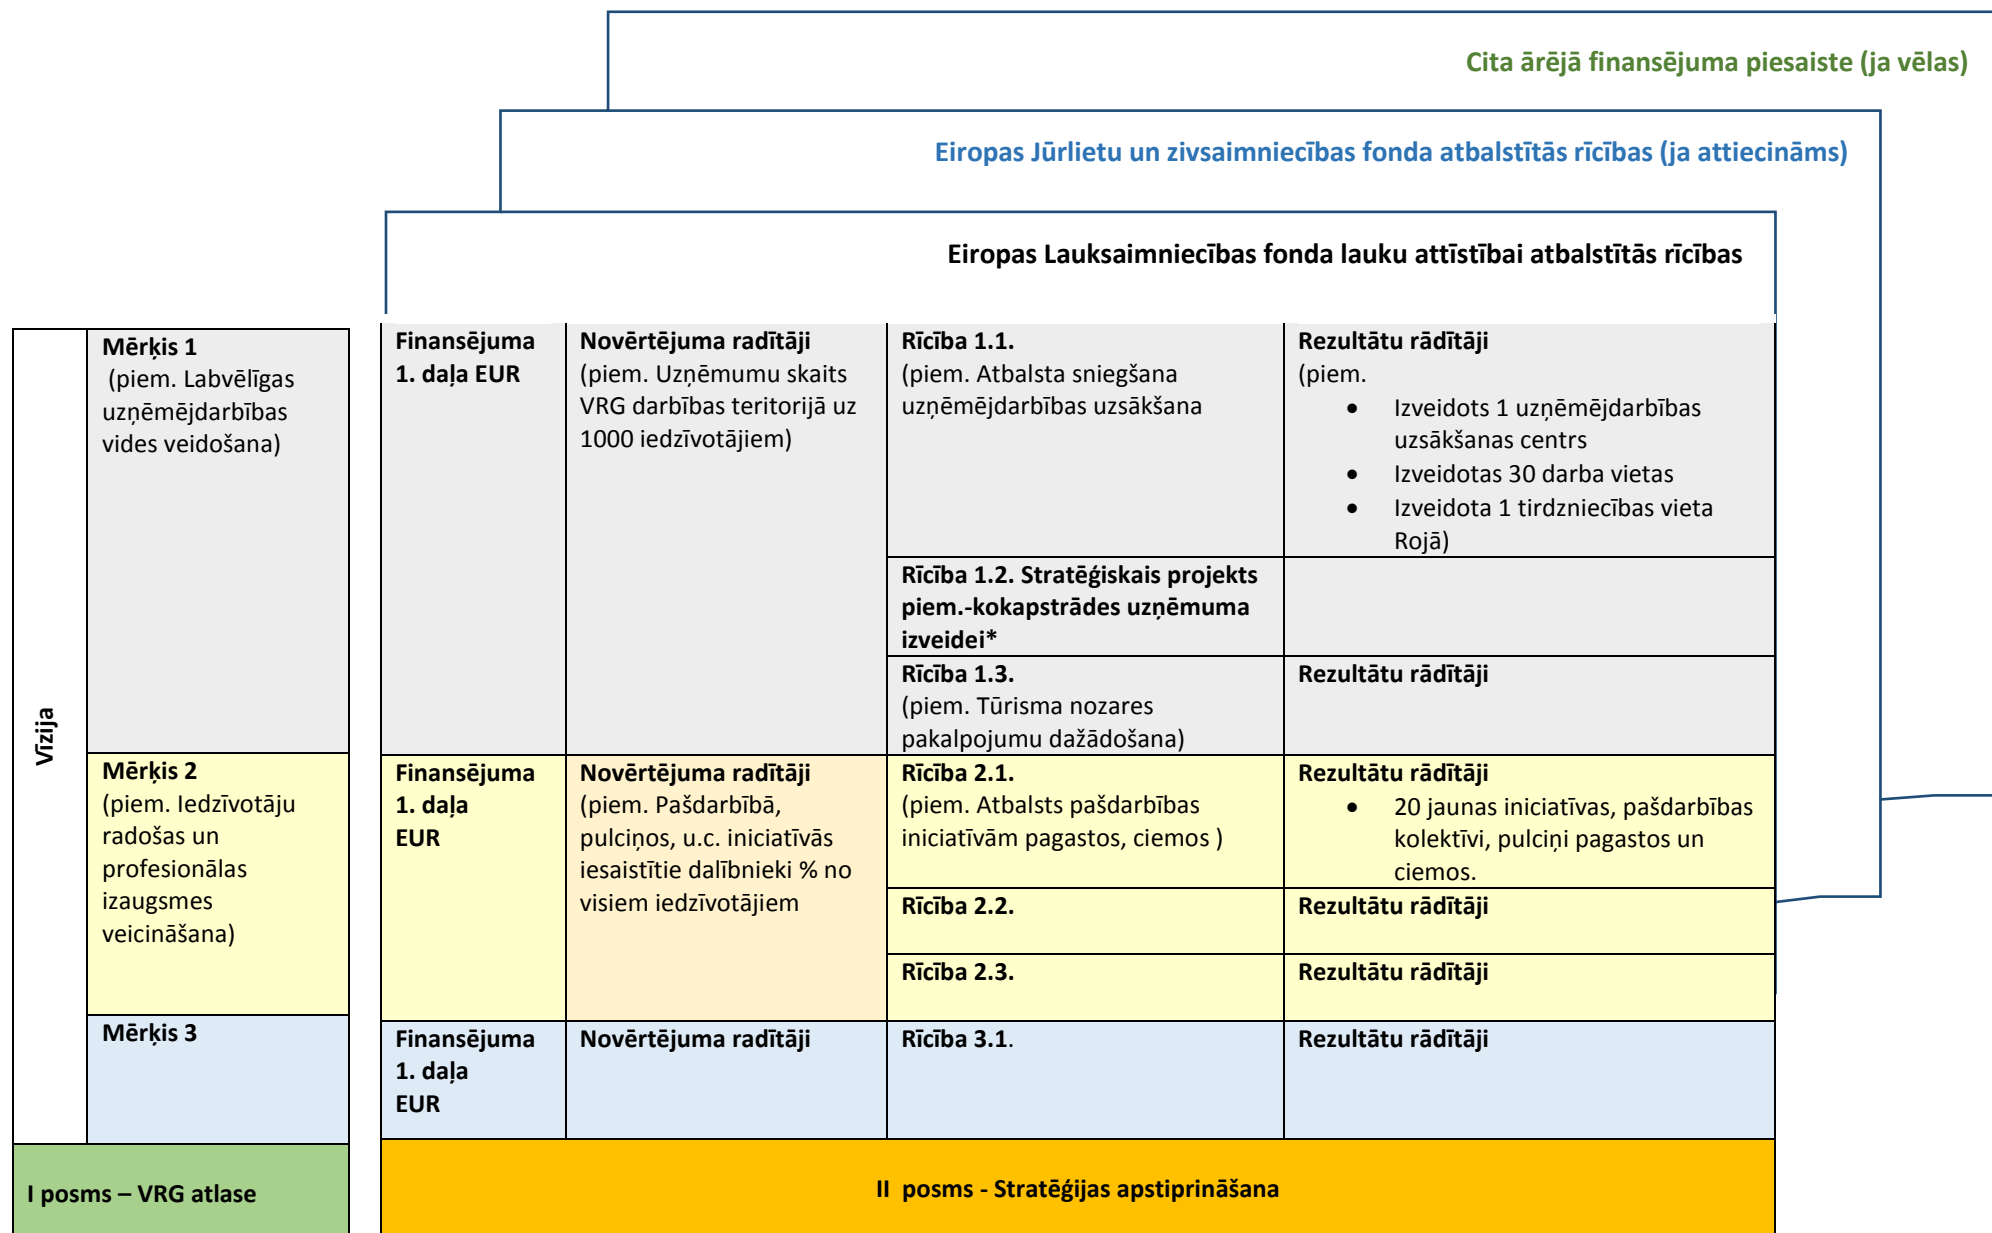 Cita ārējā finansējuma piesaiste (ja vēlas)
Eiropas Jūrlietu un zivsaimniecības fonda atbalstītās rīcības (ja attiecināms)
Eiropas Lauksaimniecības fonda lauku attīstībai atbalstītās rīcības
Vīzija
Mērķis 1
(piem. Labvēlīgas
uzņēmējdarbības
vides veidošana)
Finansējuma
1. daļa EUR
Novērtējuma radītāji
(piem. Uzņēmumu skaits
VRG darbības teritorijā uz
1000 iedzīvotājiem)
Rīcība 1.1.
(piem. Atbalsta sniegšana
uzņēmējdarbības uzsākšana
Rezultātu rādītāji
(piem.
• Izveidots 1 uzņēmējdarbības
uzsākšanas centrs
• Izveidotas 30 darba vietas
• Izveidota 1 tirdzniecības vieta
Rojā)
Rīcība 1.2. Stratēģiskais projekts
piem.-kokapstrādes uzņēmuma
izveidei*
Rīcība 1.3.
(piem. Tūrisma nozares
pakalpojumu dažādošana)
Rezultātu rādītāji
Mērķis 2
(piem. Iedzīvotāju
radošas un
profesionālas
izaugsmes
veicināšana)
Finansējuma
1. daļa
EUR
Novērtējuma radītāji
(piem. Pašdarbībā,
pulciņos, u.c. iniciatīvās
iesaistītie dalībnieki % no
visiem iedzīvotājiem
Rīcība 2.1.
(piem. Atbalsts pašdarbības
iniciatīvām pagastos, ciemos )
Rezultātu rādītāji
• 20 jaunas iniciatīvas, pašdarbības
kolektīvi, pulciņi pagastos un
ciemos.
Rīcība 2.2.
Rezultātu rādītāji
Rīcība 2.3.
Rezultātu rādītāji
Mērķis 3
Finansējuma
1. daļa
EUR
Novērtējuma radītāji
Rīcība 3.1.
Rezultātu rādītāji
I posms – VRG atlase
II posms - Stratēģijas apstiprināšana